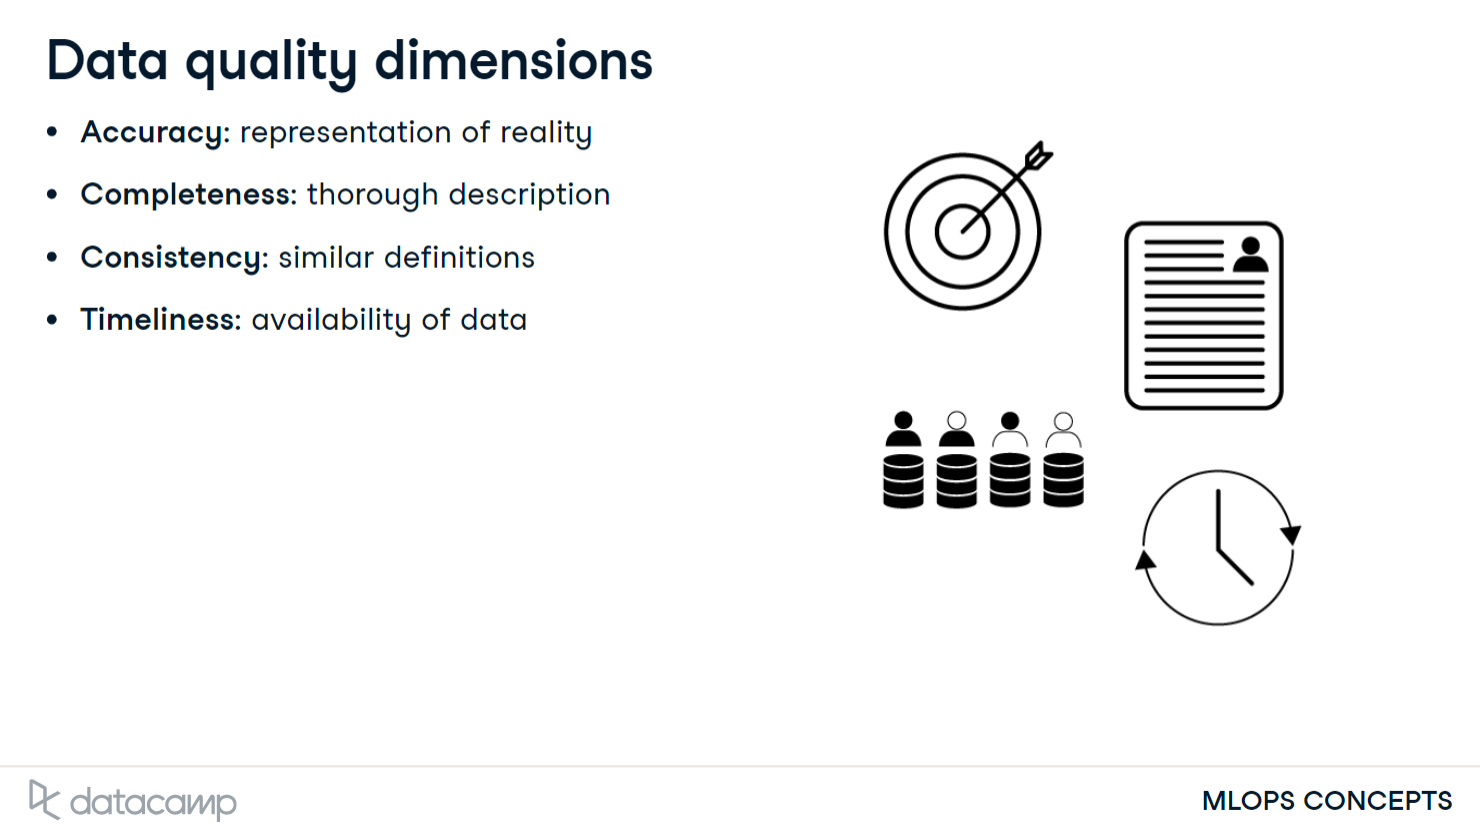 Data quality dimensions
• Accuracy: representation of reality
• Completeness: thorough description
• Consistency: similar definitions
• Timeliness: availability of data
datacamp
MLOPS CONCEPTS